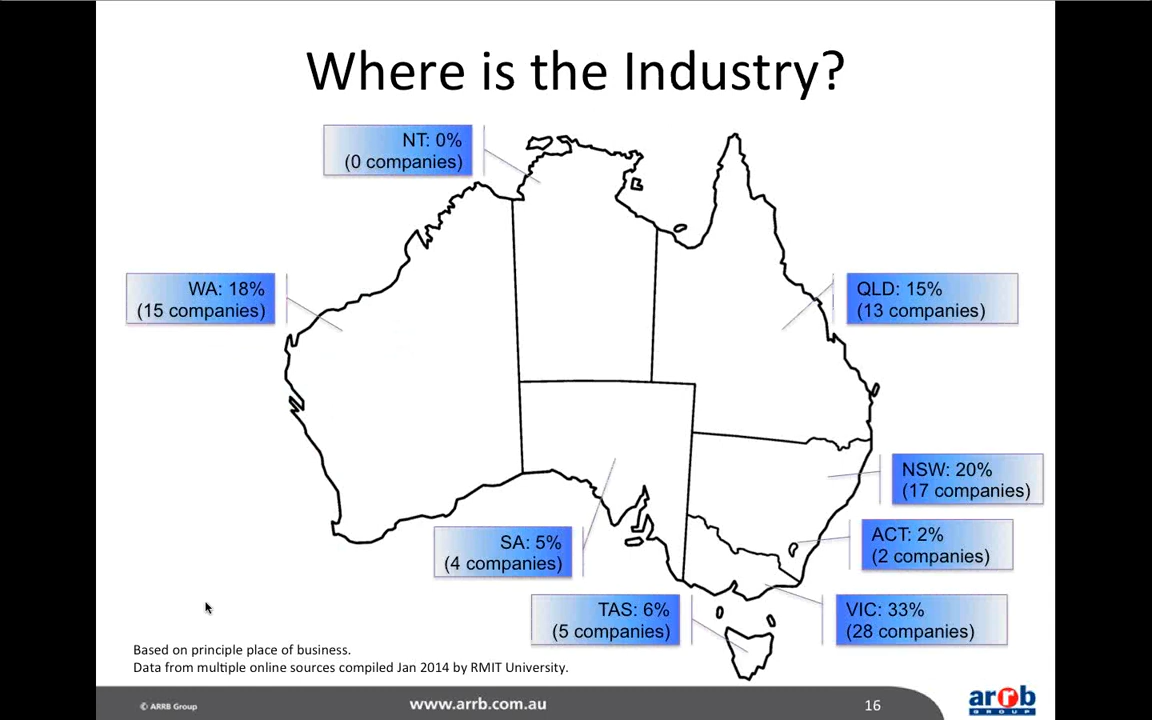 Where is the Industry?
NT: 0%
(0 companies)
WA: 18%
(15 companies)
QLD: 15%
(13 companies)
NSW: 20%
(17 companies)
SA: 5%
(4 companies)
ACT: 2%
(2 companies)
TAS: 6%
(5 companies)
VIC: 33%
(28 companies)
Based on principle place of business.
Data from multiple online sources compiled Jan 2014 by RMIT University.
© ARRB Group
www.arrb.com.au
16
arrb
GROUP